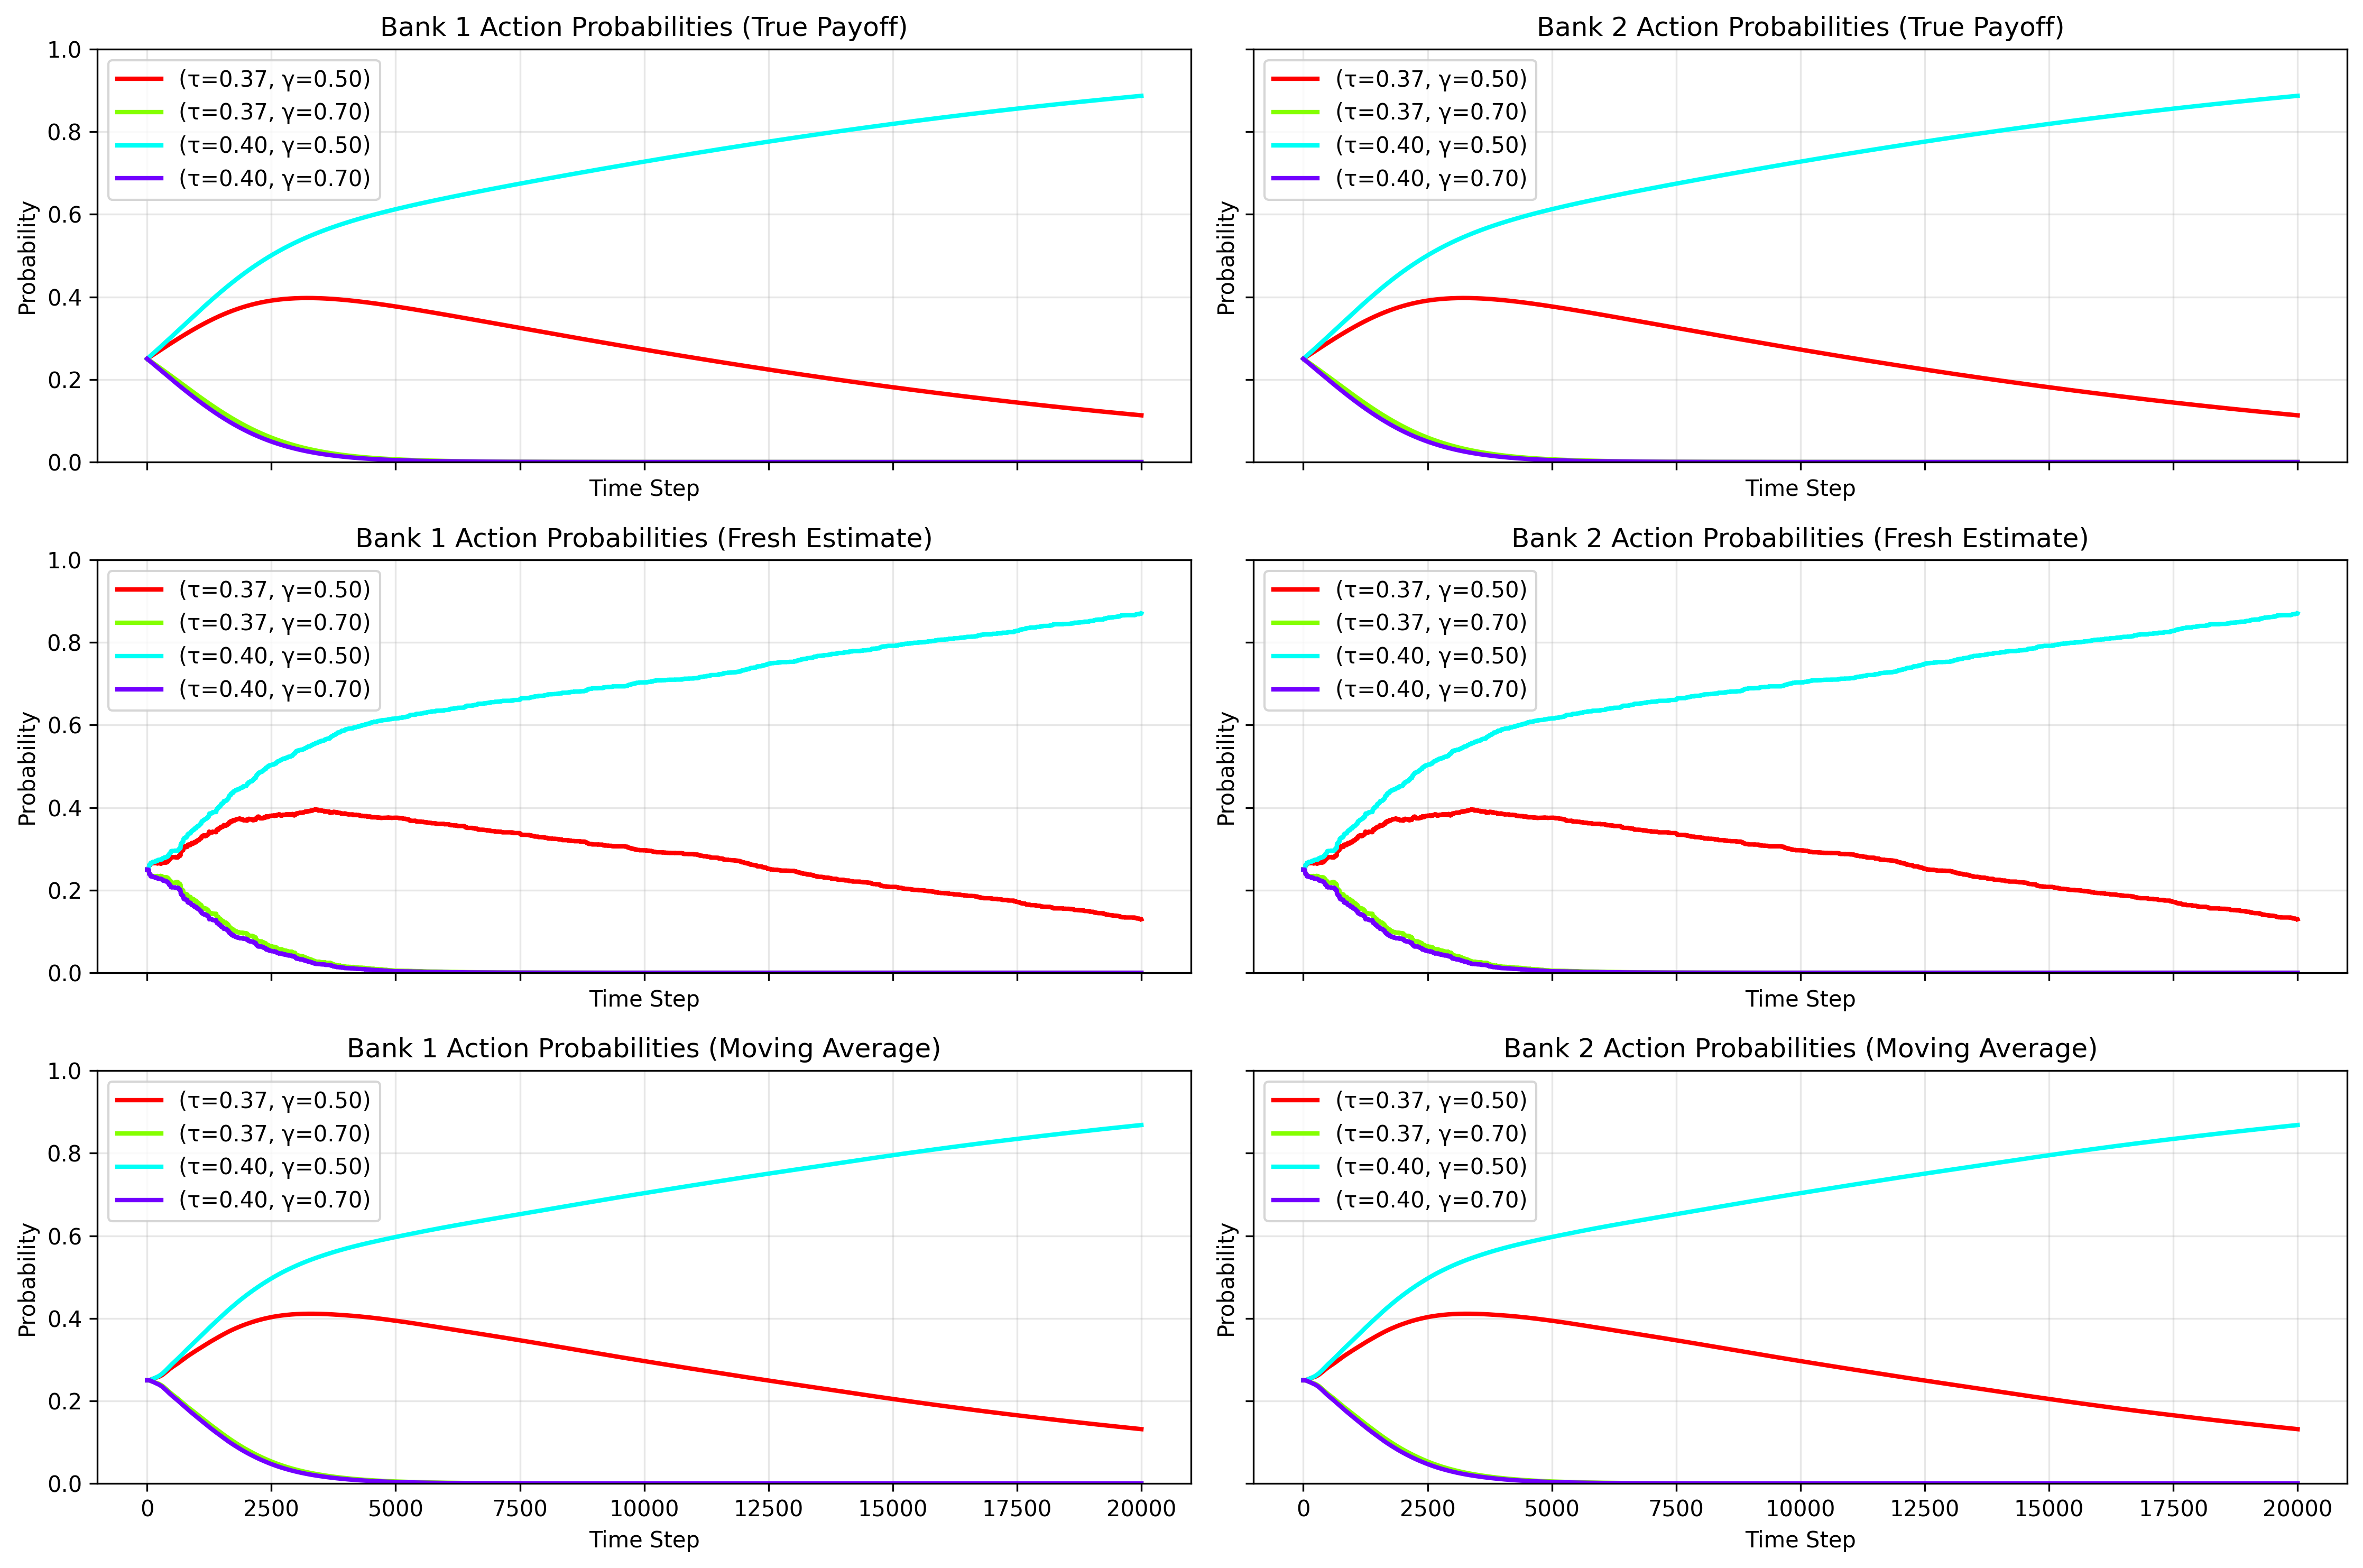 Bank 1 Action Probabilities (True Payoff)
(τ=0.37, γ=0.50)
(τ=0.37, γ=0.70)
(τ=0.40, γ=0.50)
(τ=0.40, γ=0.70)
Probability
1.0
0.8
0.6
0.4
0.2
0.0
Time Step
Bank 2 Action Probabilities (True Payoff)
(τ=0.37, γ=0.50)
(τ=0.37, γ=0.70)
(τ=0.40, γ=0.50)
(τ=0.40, γ=0.70)
Probability
Time Step
Bank 1 Action Probabilities (Fresh Estimate)
(τ=0.37, γ=0.50)
(τ=0.37, γ=0.70)
(τ=0.40, γ=0.50)
(τ=0.40, γ=0.70)
Probability
1.0
0.8
0.6
0.4
0.2
0.0
Time Step
Bank 2 Action Probabilities (Fresh Estimate)
(τ=0.37, γ=0.50)
(τ=0.37, γ=0.70)
(τ=0.40, γ=0.50)
(τ=0.40, γ=0.70)
Probability
Time Step
Bank 1 Action Probabilities (Moving Average)
(τ=0.37, γ=0.50)
(τ=0.37, γ=0.70)
(τ=0.40, γ=0.50)
(τ=0.40, γ=0.70)
Probability
1.0
0.8
0.6
0.4
0.2
0.0
0 2500 5000 7500 10000 12500 15000 17500 20000
Time Step
Bank 2 Action Probabilities (Moving Average)
(τ=0.37, γ=0.50)
(τ=0.37, γ=0.70)
(τ=0.40, γ=0.50)
(τ=0.40, γ=0.70)
Probability
0 2500 5000 7500 10000 12500 15000 17500 20000
Time Step